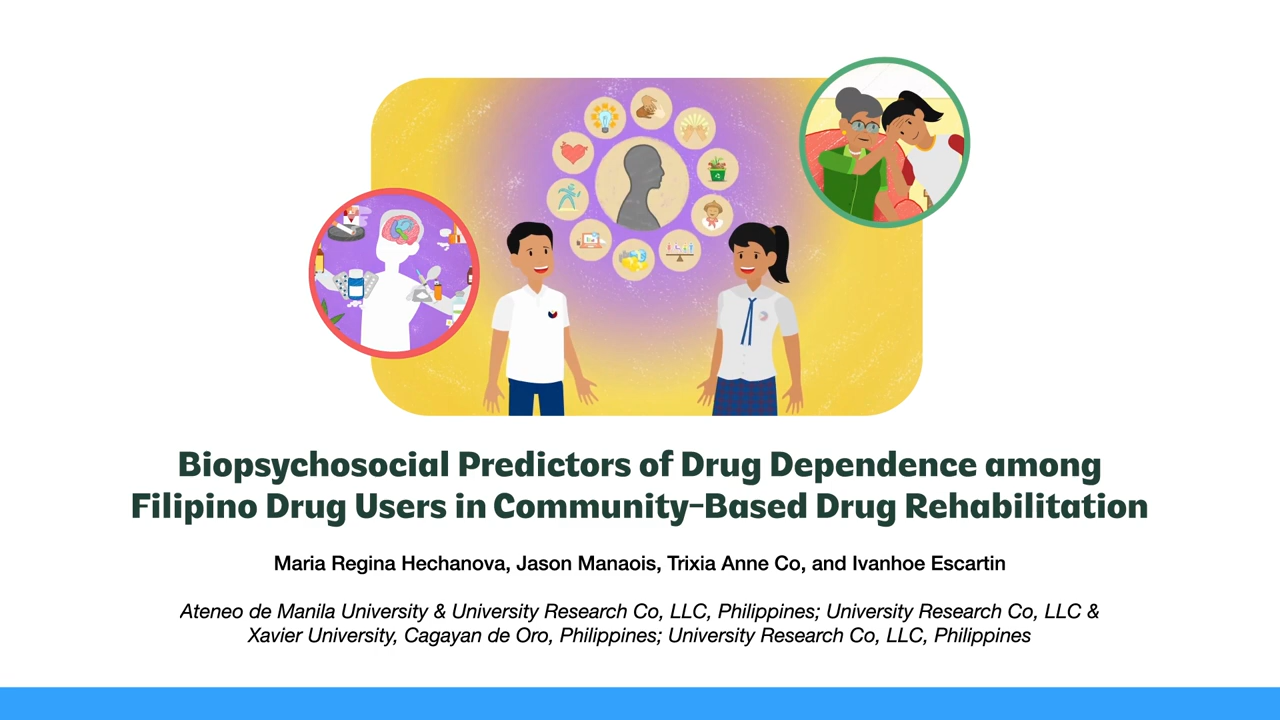 Biopsychosocial Predictors of Drug Dependence among
Filipino Drug Users in Community-Based Drug Rehabilitation
Maria Regina Hechanova, Jason Manaois, Trixia Anne Co, and Ivanhoe Escartin
Ateneo de Manila University & University Research Co, LLC, Philippines; University Research Co, LLC &
Xavier University, Cagayan de Oro, Philippines; University Research Co, LLC, Philippines